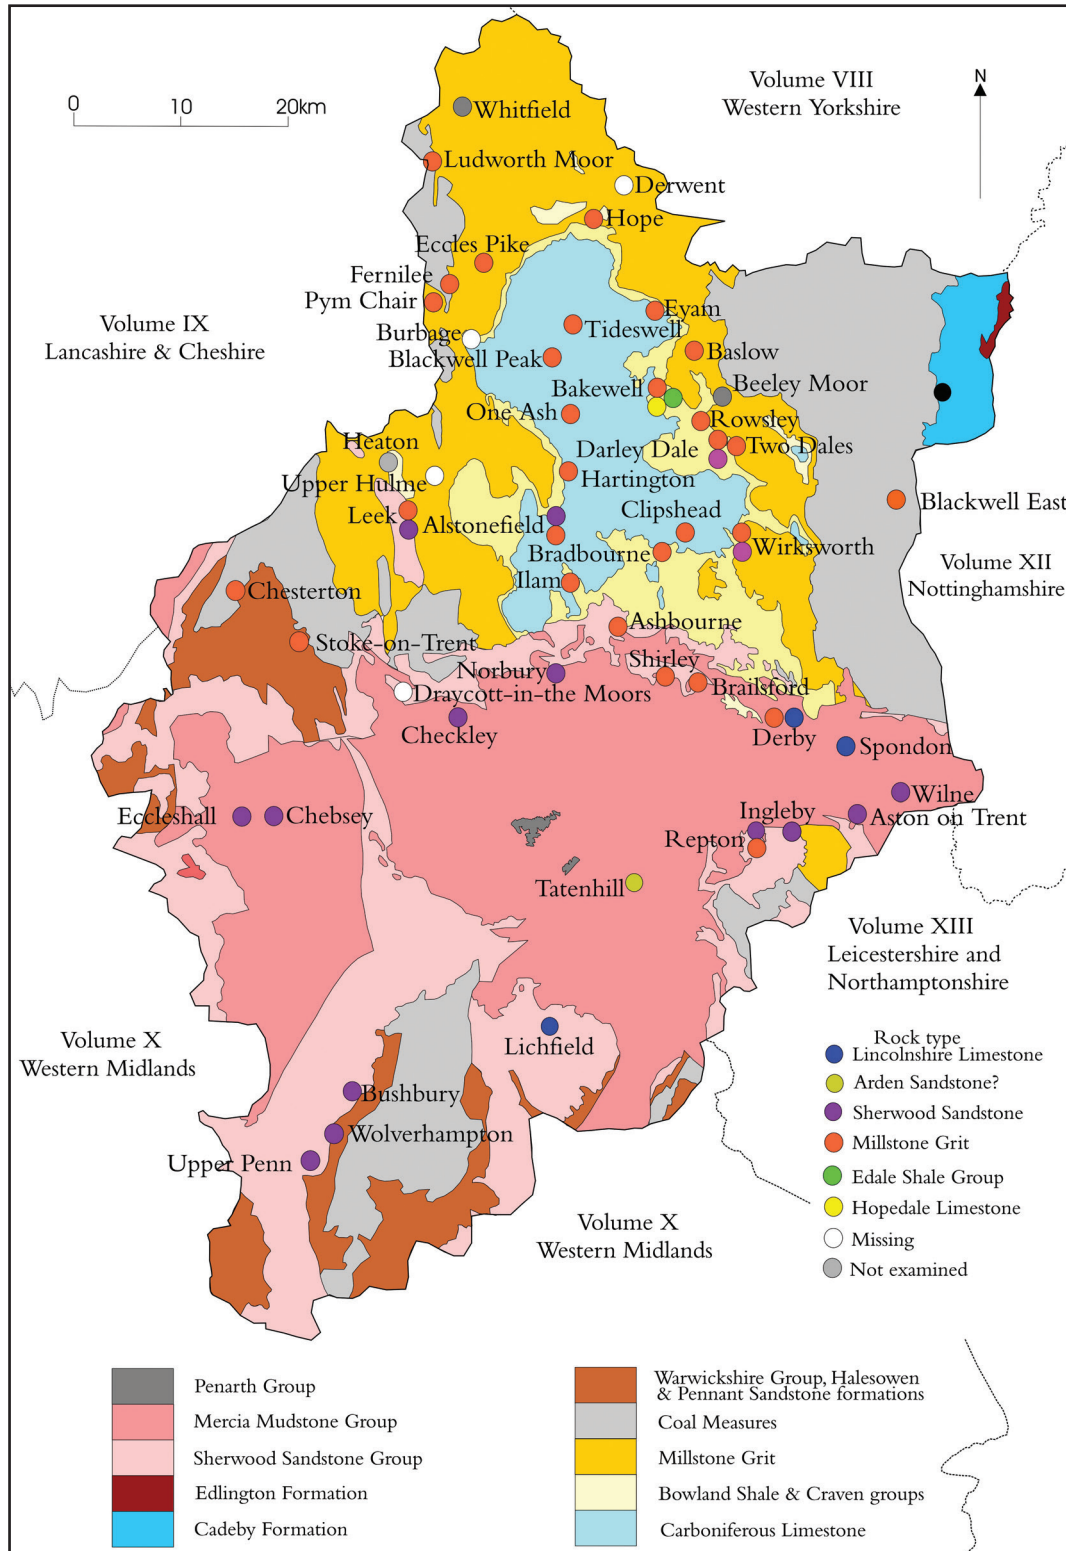 Volume VIII
Western Yorkshire
N
0 10 20km
Whitfield
Ludworth Moor
Derwent
Hope
Eccles Pike
Fernilee
Pym Chair
Volume IX
Lancashire & Cheshire
Eyam
Tideswell
Burbage
Blackwell Peak
Baslow
Bakewell
Beeley Moor
One Ash
Rowsley
Heaton
Darley Dale
Two Dales
Upper Hulme
Hartington
Leek
Alstonefield
Clipshead
Blackwell East
Bradbourne
Wirksworth
Volume XII
Nottinghamshire
Ilam
Chesterton
Ashbourne
Stoke-on-Trent
Norbury
Shirley
Draycott-in-the Moors
Brailsford
Checkley
Derby
Spondon
Wilne
Eccleshall
Chebsey
Ingleby
Aston on Trent
Repton
Tatenhill
Volume XIII
Leicestershire and
Northamptonshire
Volume X
Western Midlands
Lichfield
Bushbury
Wolverhampton
Upper Penn
Volume X
Western Midlands
Rock type
Lincolnshire Limestone
Arden Sandstone?
Sherwood Sandstone
Millstone Grit
Edale Shale Group
Hopedale Limestone
Missing
Not examined
Penarth Group
Mercia Mudstone Group
Sherwood Sandstone Group
Edlington Formation
Cadeby Formation
Warwickshire Group, Halesowen
& Pennant Sandstone formations
Coal Measures
Millstone Grit
Bowland Shale & Craven groups
Carboniferous Limestone